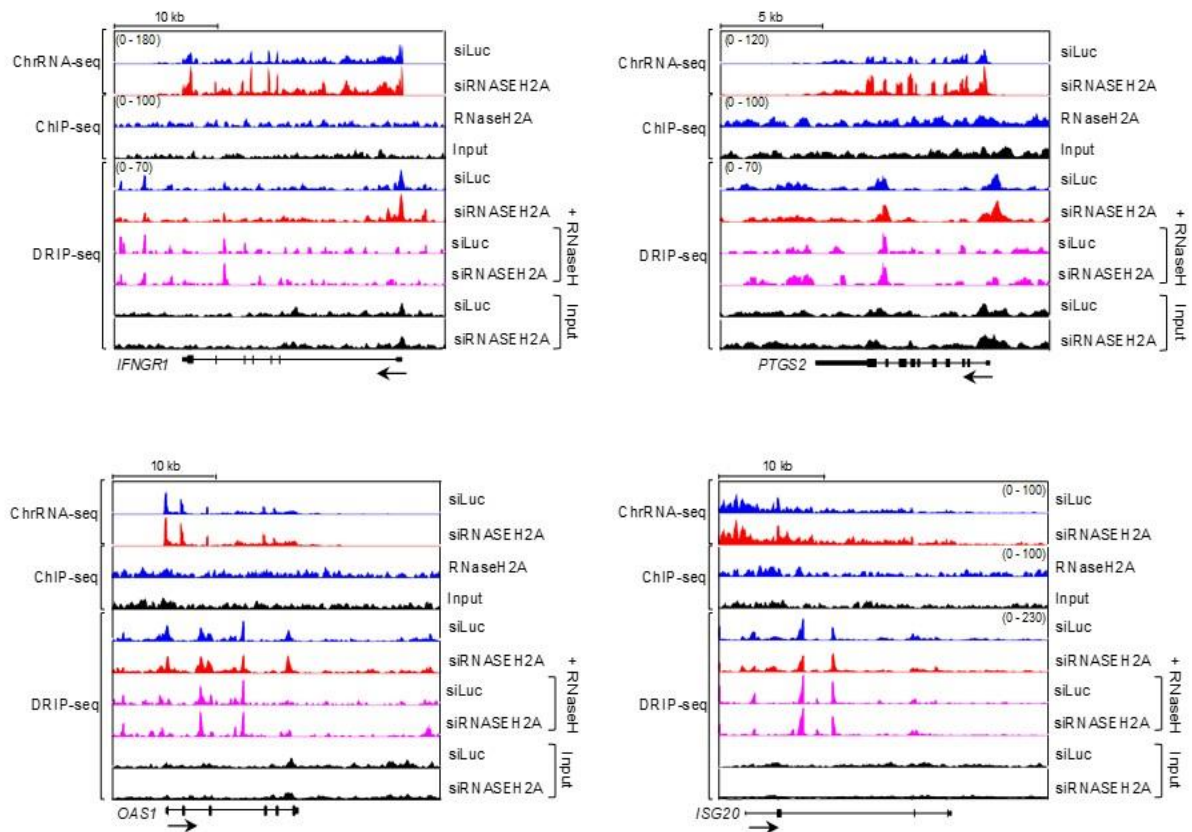 10 kb
ChrRNA-seq
(0 - 180)
siLuc
siRNASEH2A
ChIP-seq
(0 - 100)
RNaseH2A
Input
DRIP-seq
(0 - 70)
siLuc
siRNASEH2A
siLuc
siRNASEH2A
+ RNaseH
siLuc
siRNASEH2A
Input
IFNGR1
5 kb
ChrRNA-seq
(0 - 120)
siLuc
siRNASEH2A
ChIP-seq
(0 - 100)
RNaseH2A
Input
DRIP-seq
(0 - 70)
siLuc
siRNASEH2A
siLuc
siRNASEH2A
+ RNaseH
siLuc
siRNASEH2A
Input
PTGS2
10 kb
ChrRNA-seq
siLuc
siRNASEH2A
ChIP-seq
RNaseH2A
Input
DRIP-seq
siLuc
siRNASEH2A
siLuc
siRNASEH2A
+ RNaseH
siLuc
siRNASEH2A
Input
OAS1
10 kb
ChrRNA-seq
(0 - 100)
siLuc
siRNASEH2A
ChIP-seq
(0 - 100)
RNaseH2A
Input
DRIP-seq
(0 - 230)
siLuc
siRNASEH2A
siLuc
siRNASEH2A
+ RNaseH
siLuc
siRNASEH2A
Input
ISG20